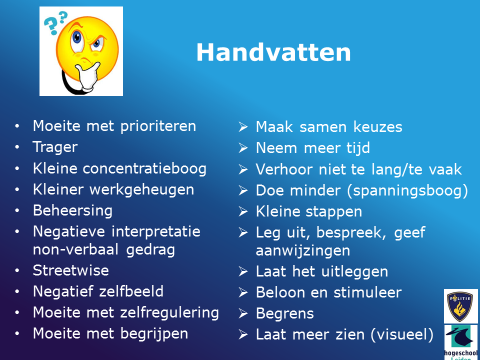 ??
Handvatten
• Moeite met prioriteren
• Trager
• Kleine concentratieboog
• Kleiner werkgeheugen
• Beheersing
• Negatieve interpretatie
non-verbaal gedrag
• Streetwise
• Negatief zelfbeeld
• Moeite met zelfregulering
• Moeite met begrijpen
➢ Maak samen keuzes
➢ Neem meer tijd
➢ Verhoor niet te lang/te vaak
➢ Doe minder (spanningsboog)
➢ Kleine stappen
➢ Leg uit, bespreek, geef
aanwijzingen
➢ Laat het uitleggen
➢ Beloon en stimuleer
➢ Begrens
➢ Laat meer zien (visueel)
POLITIE
hogeschool